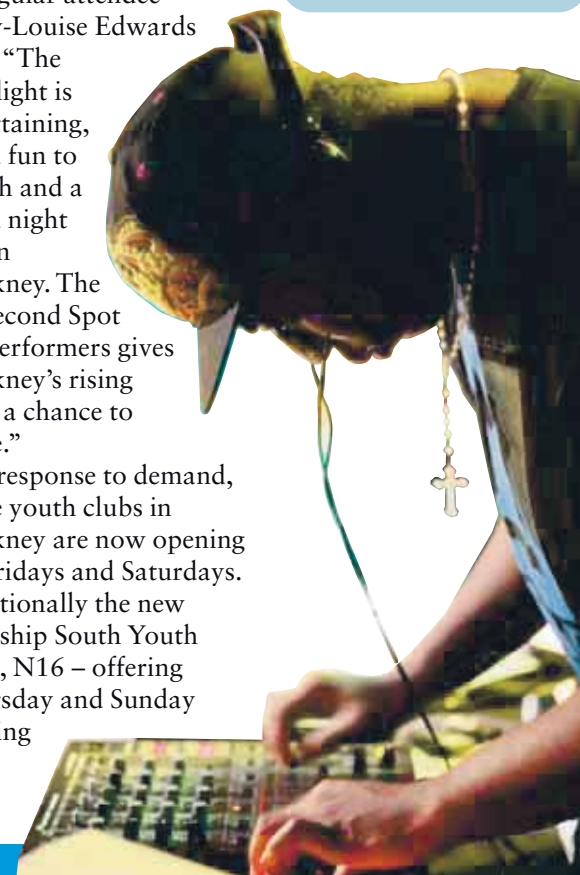 gular attendee
y-Louise Edwards
“The
light is
rtaining,
fun to
h and a
night
n
kney. The
econd Spot
erformers gives
kney’s rising
a chance to
e.”
response to demand,
e youth clubs in
kney are now opening
ridays and Saturdays.
tionally the new
ship South Youth
, N16 – offering
rsday and Sunday
ing